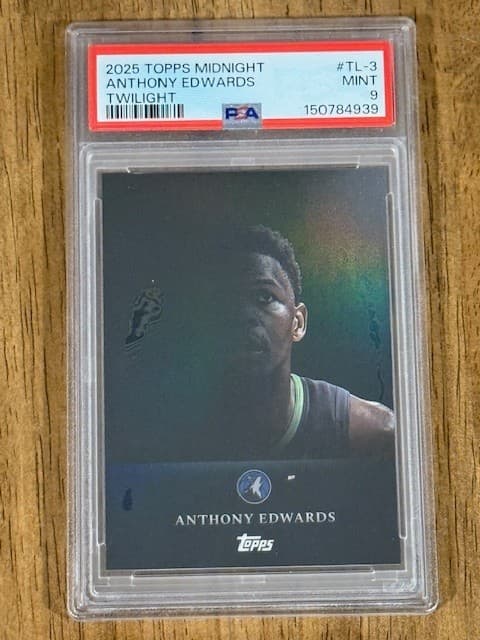 2025 TOPPS MIDNIGHT #TL-3
ANTHONY EDWARDS MINT
TWILIGHT 9
PSA 150784939
ANTHONY EDWARDS
topps